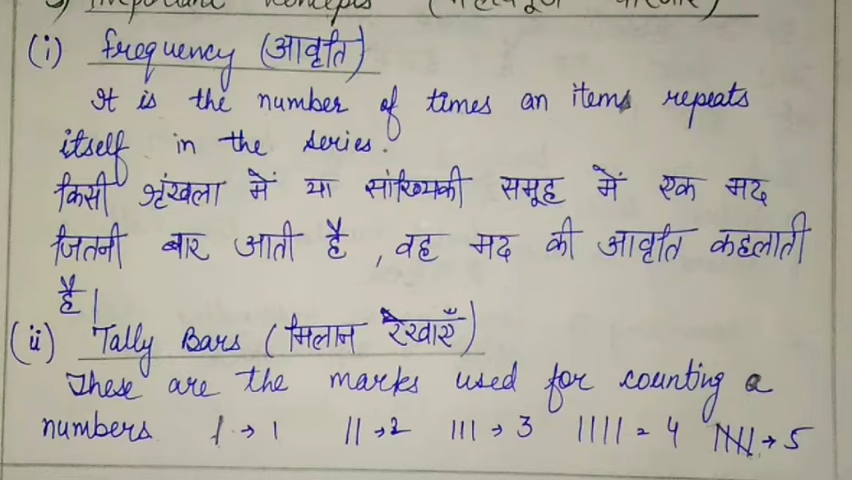 Important Concepts
(i) frequency (आवृति)
It is the number of times an items repeats
itself in the series.
किसी श्रृंखला में या सांख्यिकी समूह में एक मद
जितनी बार आती है , वह मद की आवृति कहलाती
है।
(ii) Tally Bars (मिलान रेखाएँ)
These are the marks used for counting a
numbers | → 1 || → 2 ||| → 3 |||| = 4 ~~||||~~ → 5